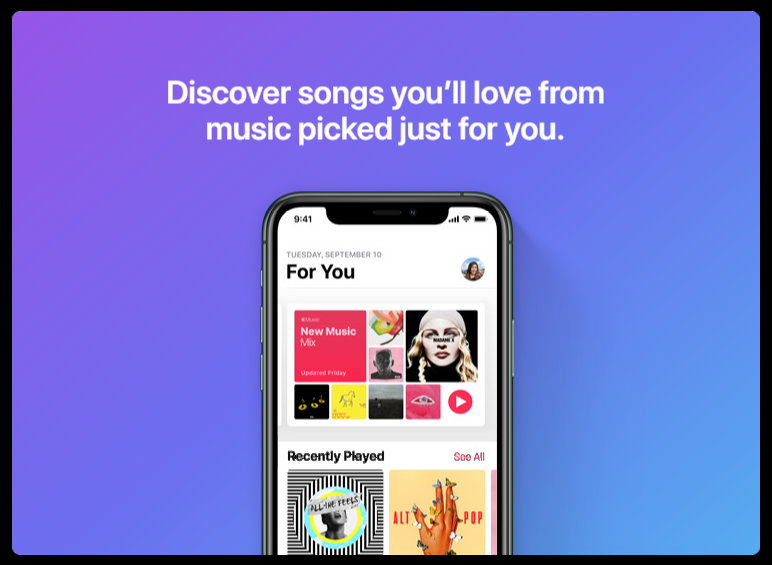 Discover songs you’ll love from
music picked just for you.
9:41
TUESDAY, SEPTEMBER 10
For You
Music
New Music
Mix
Updated Friday
MADAME X
Recently Played
See All
ALL THE FEELS
ALT POP